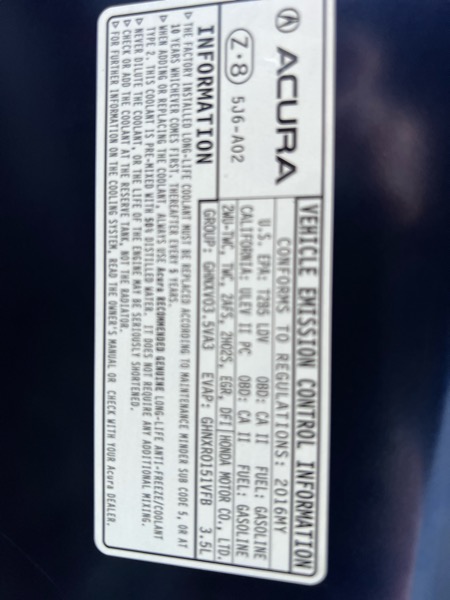 ACURA
Z・8 5J6-A02
VEHICLE EMISSION CONTROL INFORMATION
CONFORMS TO REGULATIONS: 2016MY
U.S. EPA: T2B5 LDV OBD: CA II FUEL: GASOLINE
CALIFORNIA: ULEV II PC OBD: CA II FUEL: GASOLINE
2WU-TWC, TWC, 2AFS, 2HO2S, EGR, DFI HONDA MOTOR CO., LTD.
GROUP: GHNXV03.5VA3 EVAP: GHNXR0151VFB 3.5L
INFORMATION
▷ THE FACTORY INSTALLED LONG-LIFE COOLANT MUST BE REPLACED ACCORDING TO MAINTENANCE MINDER SUB CODE 5, OR AT
10 YEARS WHICHEVER COMES FIRST. THEREAFTER EVERY 5 YEARS.
▷ WHEN ADDING OR REPLACING THE COOLANT, ALWAYS USE Acura RECOMMENDED GENUINE LONG-LIFE ANTI-FREEZE/COOLANT
TYPE 2. THIS COOLANT IS PRE-MIXED WITH 50% DISTILLED WATER. IT DOES NOT REQUIRE ANY ADDITIONAL MIXING.
▷ NEVER DILUTE THE COOLANT, OR THE LIFE OF THE ENGINE MAY BE SERIOUSLY SHORTENED.
▷ CHECK OR ADD THE COOLANT AT THE RESERVE TANK, NOT THE RADIATOR.
▷ FOR FURTHER INFORMATION ON THE COOLING SYSTEM, READ THE OWNER'S MANUAL OR CHECK WITH YOUR Acura DEALER.